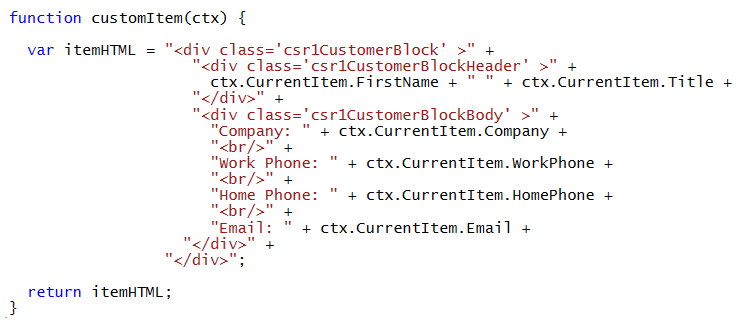 function customItem(ctx) {
var itemHTML = "<div class='csr1CustomerBlock' >" +
"<div class='csr1CustomerBlockHeader' >" +
ctx.CurrentItem.FirstName + " " + ctx.CurrentItem.Title +
"</div>" +
"<div class='csr1CustomerBlockBody' >" +
"Company: " + ctx.CurrentItem.Company +
"<br/>" +
"Work Phone: " + ctx.CurrentItem.WorkPhone +
"<br/>" +
"Home Phone: " + ctx.CurrentItem.HomePhone +
"<br/>" +
"Email: " + ctx.CurrentItem.Email +
"</div>" +
"</div>";
return itemHTML;
}